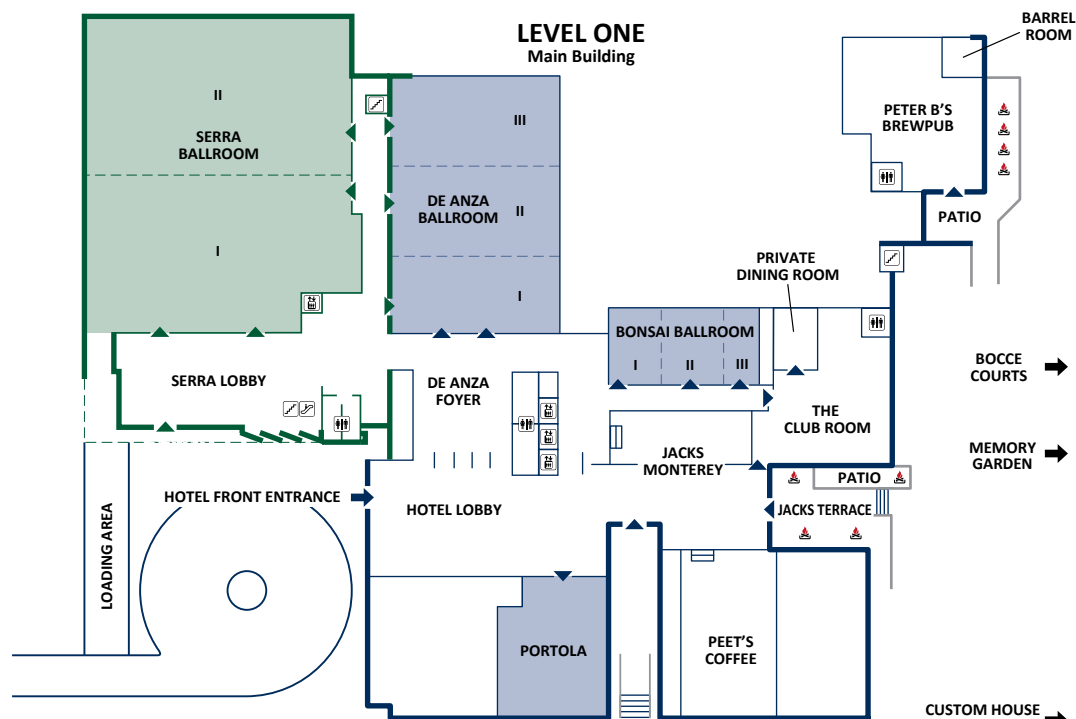 LEVEL ONE
Main Building
BARREL
ROOM
II
SERRA
BALLROOM
I
III
DE ANZA
BALLROOM
II
I
PETER B'S
BREWPUB
PATIO
PRIVATE
DINING ROOM
BONSAI BALLROOM
I II III
SERRA LOBBY
DE ANZA
FOYER
THE
CLUB ROOM
BOCCE
COURTS
JACKS
MONTEREY
MEMORY
GARDEN
PATIO
HOTEL FRONT ENTRANCE
HOTEL LOBBY
JACKS TERRACE
LOADING AREA
PORTOLA
PEET'S
COFFEE
CUSTOM HOUSE